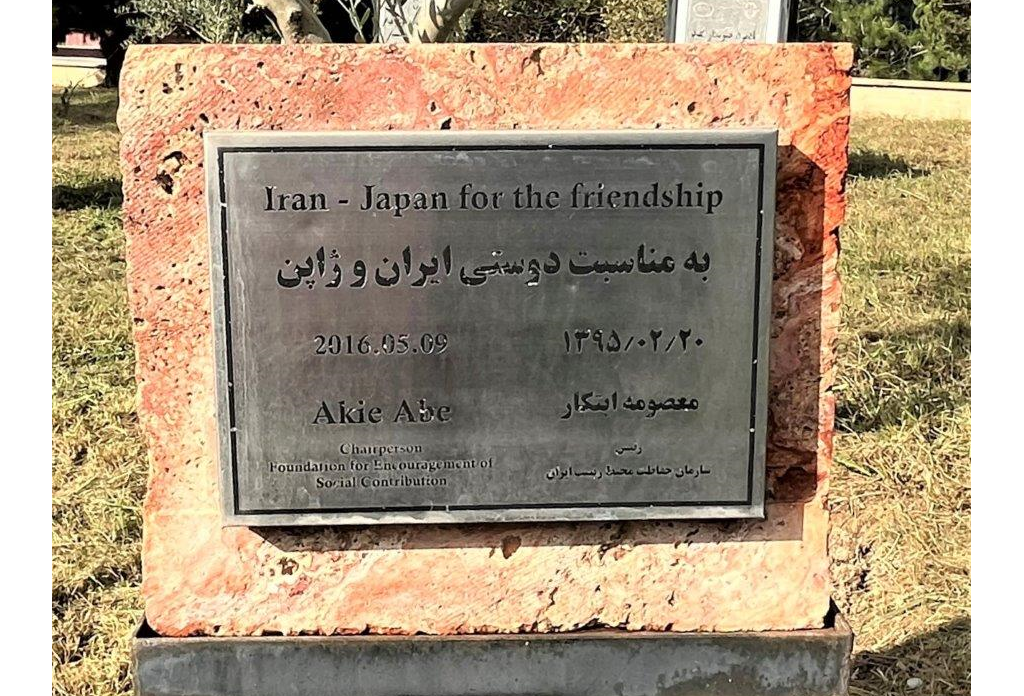 Iran - Japan for the friendship
به مناسبت دوستی ایران و ژاپن
2016.05.09
۱۳۹۵/۰۲/۲۰
Akie Abe
معصومه ابتکار
Chairperson
Foundation for Encouragement of
Social Contribution
رئیس
سازمان حفاظت محیط زیست ایران